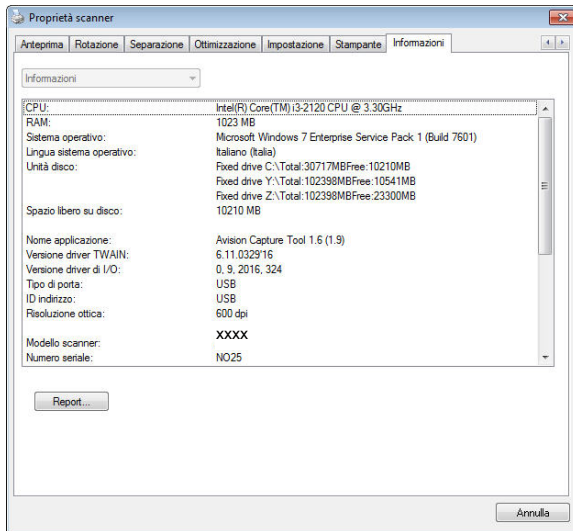 Proprietà scanner
Anteprima Rotazione Separazione Ottimizzazione Impostazione Stampante Informazioni
Informazioni
CPU: Intel(R) Core(TM) i3-2120 CPU @ 3.30GHz
RAM: 1023 MB
Sistema operativo: Microsoft Windows 7 Enterprise Service Pack 1 (Build 7601)
Lingua sistema operativo: Italiano (Italia)
Unità disco: Fixed drive C:\Total:30717MBFree:10210MB
Fixed drive Y:\Total:102398MBFree:10541MB
Fixed drive Z:\Total:102398MBFree:23300MB
Spazio libero su disco: 10210 MB
Nome applicazione: Avision Capture Tool 1.6 (1.9)
Versione driver TWAIN: 6.11.0329'16
Versione driver di I/O: 0, 9, 2016, 324
Tipo di porta: USB
ID indirizzo: USB
Risoluzione ottica: 600 dpi
Modello scanner: XXXX
Numero seriale: NO25
Report...
Annulla